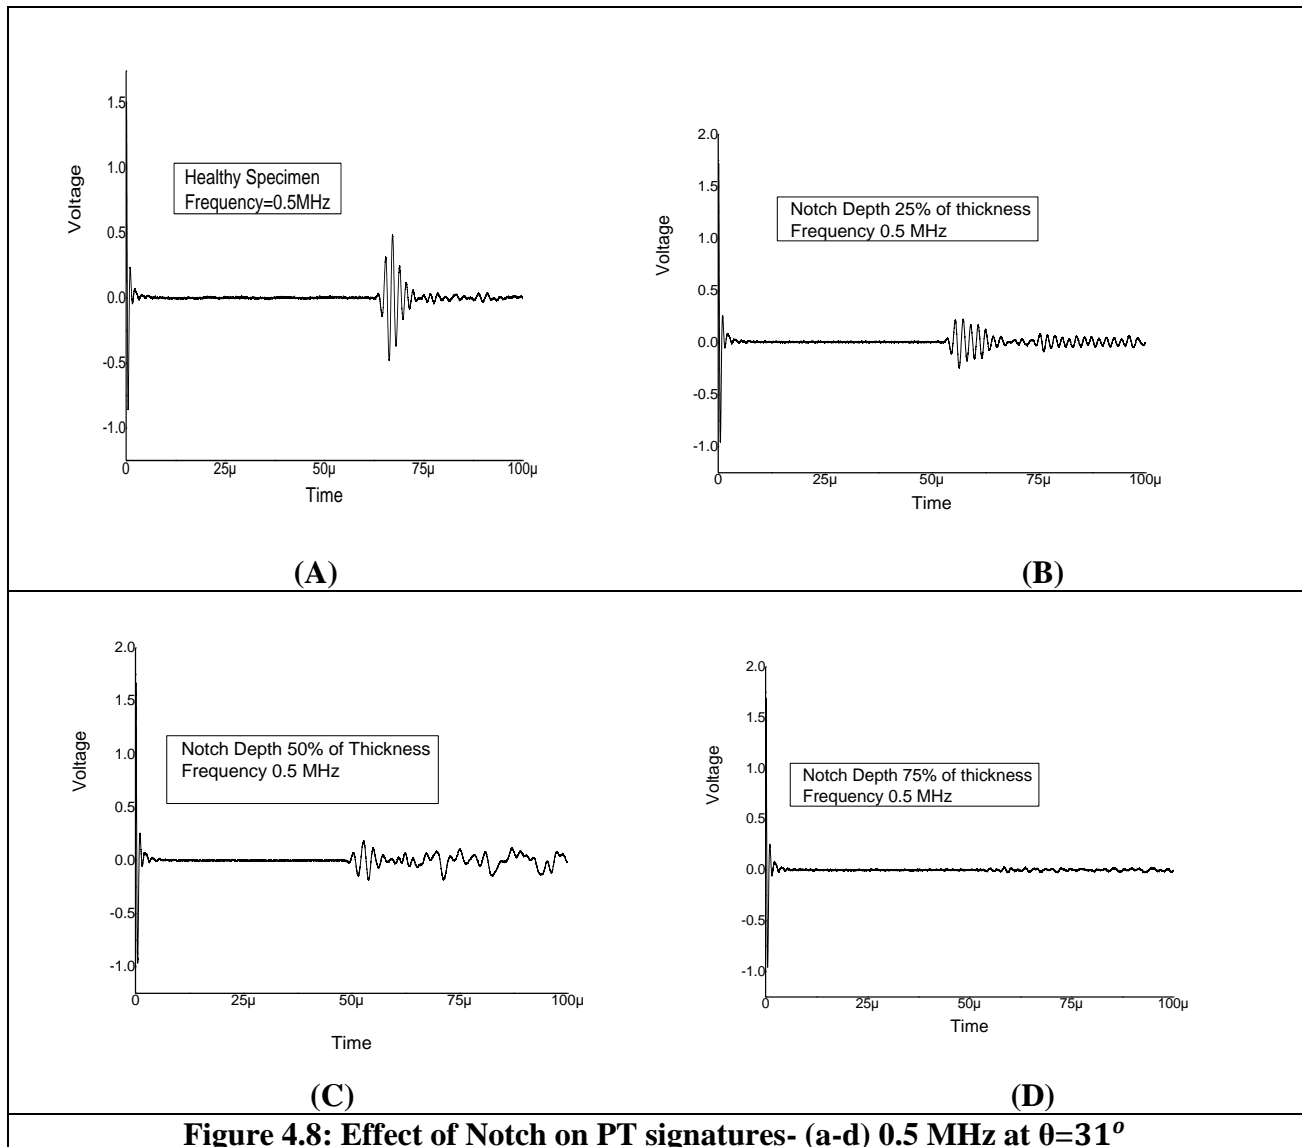 1.5
1.0
0.5
0.0
-0.5
-1.0
Voltage
Healthy Specimen
Frequency=0.5MHz
0 25µ 50µ 75µ 100µ
Time
(A)
2.0
1.5
1.0
0.5
0.0
-0.5
-1.0
Voltage
Notch Depth 25% of thickness
Frequency 0.5 MHz
0 25µ 50µ 75µ 100µ
Time
(B)
2.0
1.5
1.0
0.5
0.0
-0.5
-1.0
Voltage
Notch Depth 50% of Thickness
Frequency 0.5 MHz
0 25µ 50µ 75µ 100µ
Time
(C)
2.0
1.5
1.0
0.5
0.0
-0.5
-1.0
Voltage
Notch Depth 75% of thickness
Frequency 0.5 MHz
0 25µ 50µ 75µ 100µ
Time
(D)
Figure 4.8: Effect of Notch on PT signatures- (a-d) 0.5 MHz at θ=31ᵒ